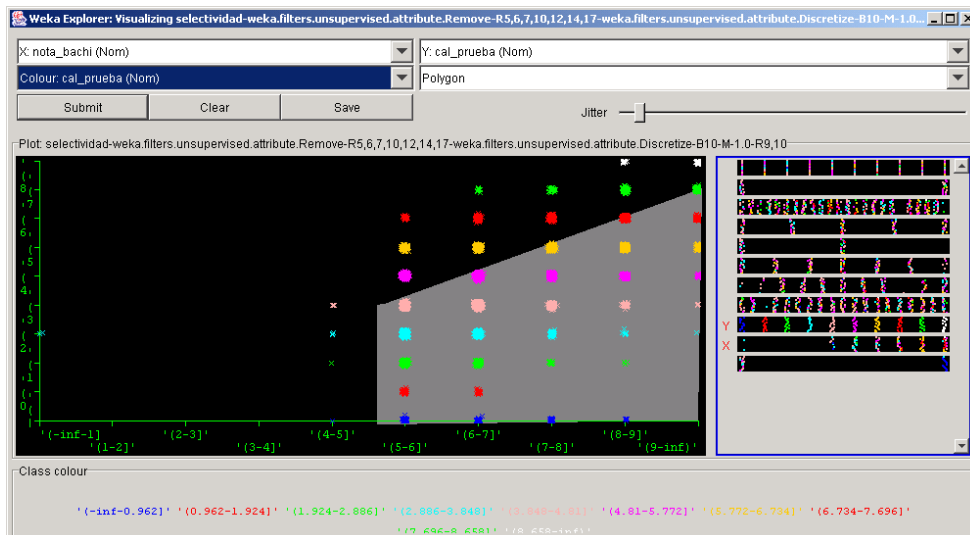 Weka Explorer: Visualizing selectividad-weka.filters.unsupervised.attribute.Remove-R5,6,7,10,12,14,17-weka.filters.unsupervised.attribute.Discretize-B10-M-1.0...
X: nota_bachi (Nom) Y: cal_prueba (Nom)
Colour: cal_prueba (Nom) Polygon
Submit Clear Save Jitter
Plot: selectividad-weka.filters.unsupervised.attribute.Remove-R5,6,7,10,12,14,17-weka.filters.unsupervised.attribute.Discretize-B10-M-1.0-R9,10
Y
X
'(-inf-1]' '(2-3]' '(4-5]' '(6-7]' '(8-9]'
'(1-2]' '(3-4]' '(5-6]' '(7-8]' '(9-inf)'
Class colour
'(-inf-0.962]' '(0.962-1.924]' '(1.924-2.886]' '(2.886-3.848]' '(3.848-4.81]' '(4.81-5.772]' '(5.772-6.734]' '(6.734-7.696]'
'(7.696-8.658]' '(8.658-inf)'